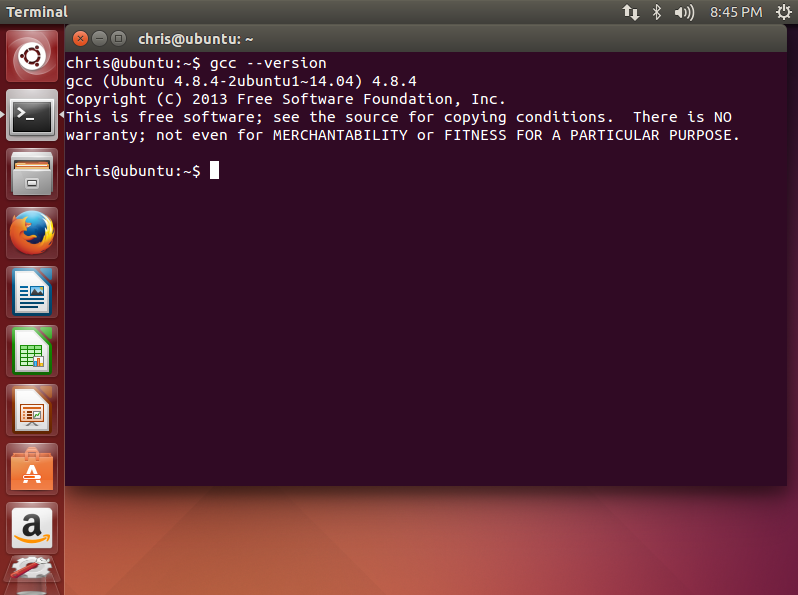 Terminal
8:45 PM
chris@ubuntu: ~
chris@ubuntu:~$ gcc --version
gcc (Ubuntu 4.8.4-2ubuntu1~14.04) 4.8.4
Copyright (C) 2013 Free Software Foundation, Inc.
This is free software; see the source for copying conditions.  There is NO
warranty; not even for MERCHANTABILITY or FITNESS FOR A PARTICULAR PURPOSE.
chris@ubuntu:~$